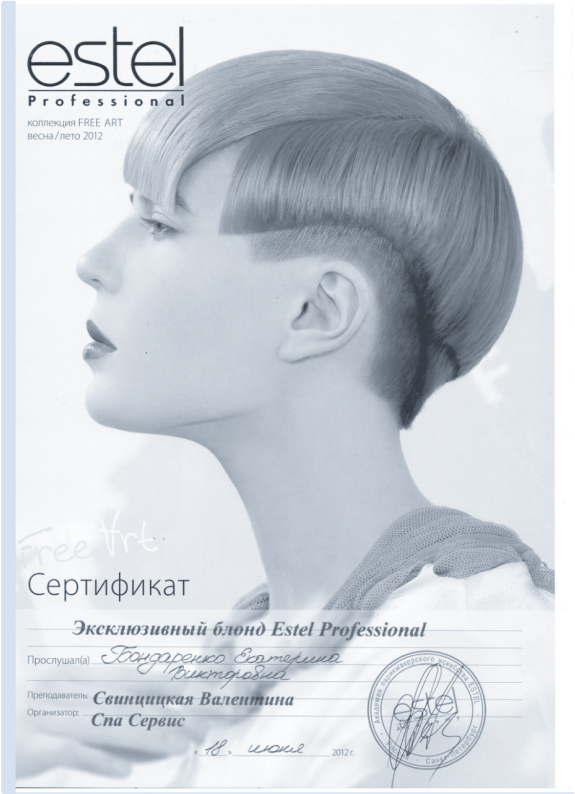 estel
Professional
коллекция FREE ART
весна/лето 2012
Free Art
Сертификат
Эксклюзивный блонд Estel Professional
Прослушал(а) Бондаренко Екатерина
Викторовна
Преподаватель: Свинцицкая Валентина
Организатор: Спа Сервис
« 18 » июня 2012 г.
estel